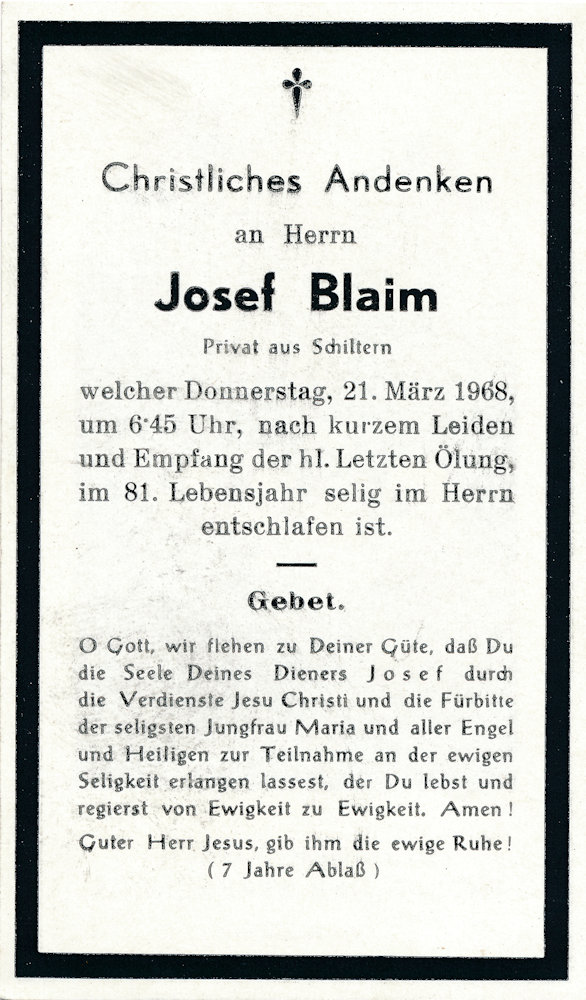 Christliches Andenken
an Herrn
Josef Blaim
Privat aus Schiltern
welcher Donnerstag, 21. März 1968,
um 6·45 Uhr, nach kurzem Leiden
und Empfang der hl. Letzten Ölung,
im 81. Lebensjahr selig im Herrn
entschlafen ist.
Gebet.
O Gott, wir flehen zu Deiner Güte, daß Du
die Seele Deines Dieners Josef durch
die Verdienste Jesu Christi und die Fürbitte
der seligsten Jungfrau Maria und aller Engel
und Heiligen zur Teilnahme an der ewigen
Seligkeit erlangen lassest, der Du lebst und
regierst von Ewigkeit zu Ewigkeit. Amen!
Guter Herr Jesus, gib ihm die ewige Ruhe!
( 7 Jahre Ablaß )